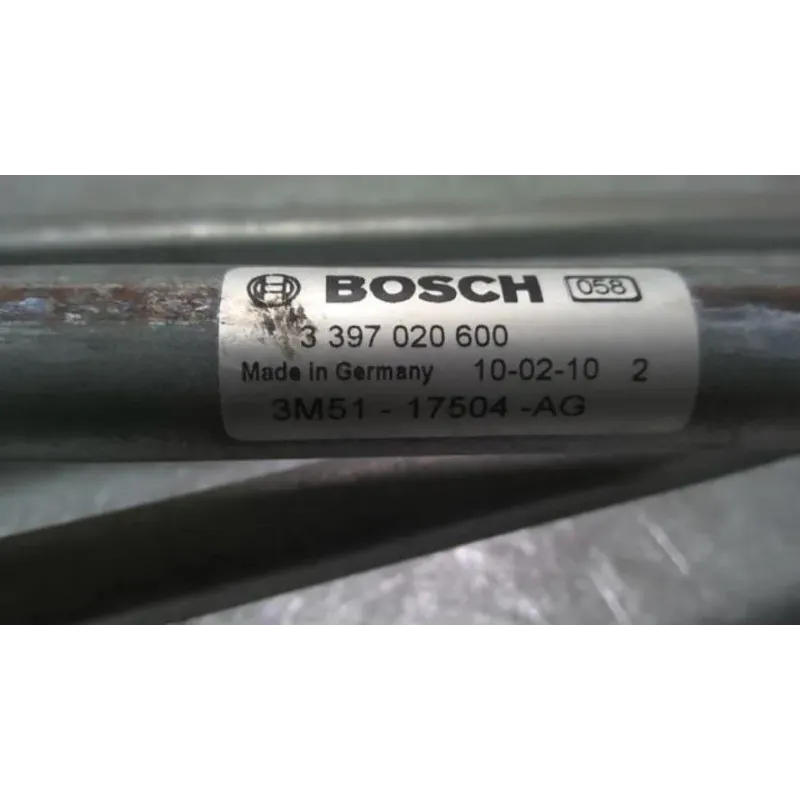 BOSCH 058
3 397 020 600
Made in Germany 10-02-10 2
3M51 - 17504 -AG